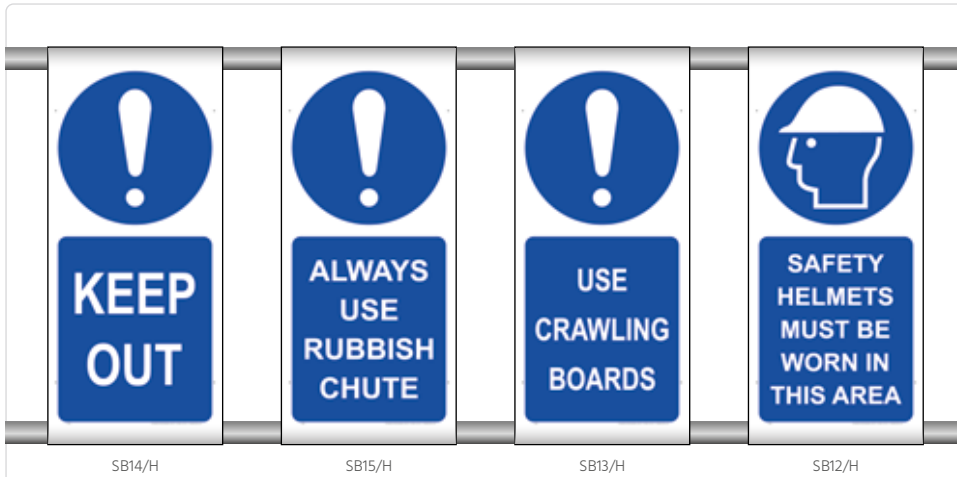 KEEP
OUT
ALWAYS
USE
RUBBISH
CHUTE
USE
CRAWLING
BOARDS
SAFETY
HELMETS
MUST BE
WORN IN
THIS AREA
SB14/H
SB15/H
SB13/H
SB12/H